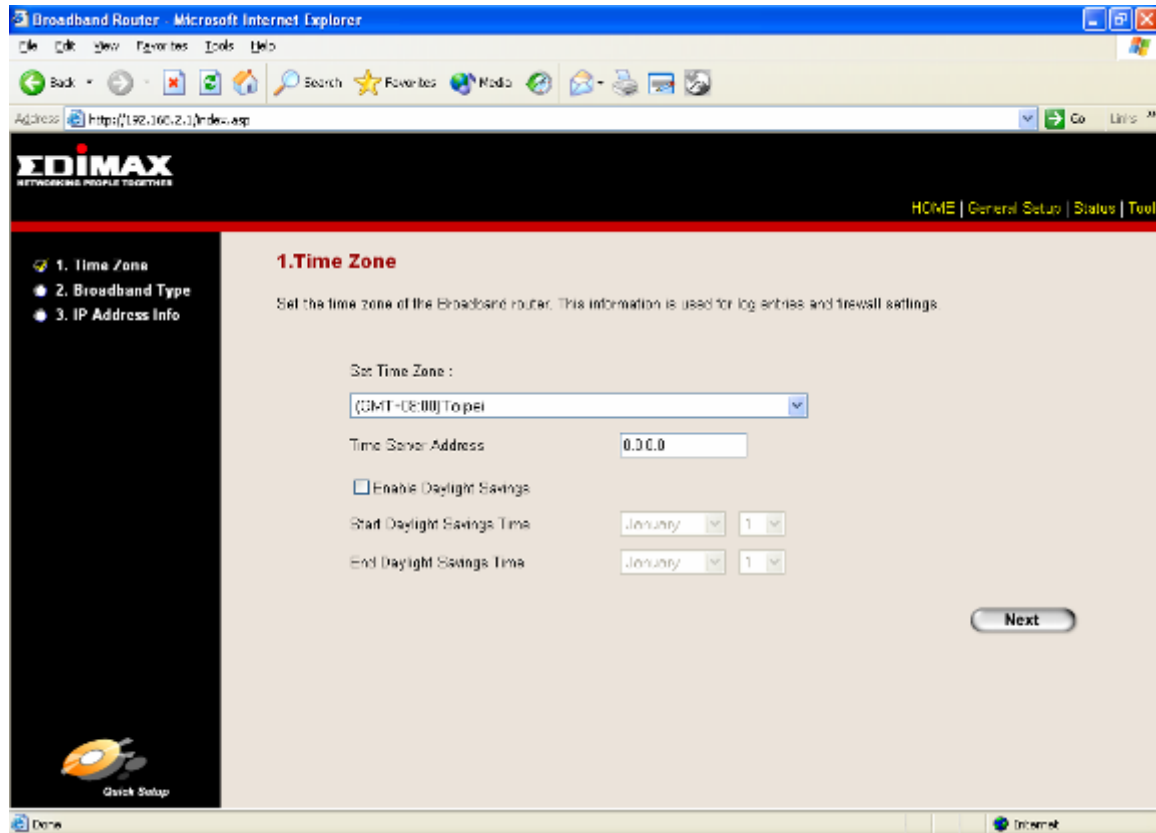 Broadband Router - Microsoft Internet Explorer
File Edit View Favorites Tools Help
Back Search Favorites Media
Address http://192.168.2.1/index.asp Go Links »
EDIMAX
NETWORKING PEOPLE TOGETHER
HOME | General Setup | Status | Tool
1. Time Zone
2. Broadband Type
3. IP Address Info
1.Time Zone
Set the time zone of the Broadband router. This information is used for log entries and firewall settings.
Set Time Zone :
(GMT+08:00)Taipei
Time Server Address 0.0.0.0
Enable Daylight Savings
Start Daylight Savings Time January 1
End Daylight Savings Time January 1
Next
Quick Setup
Done Internet